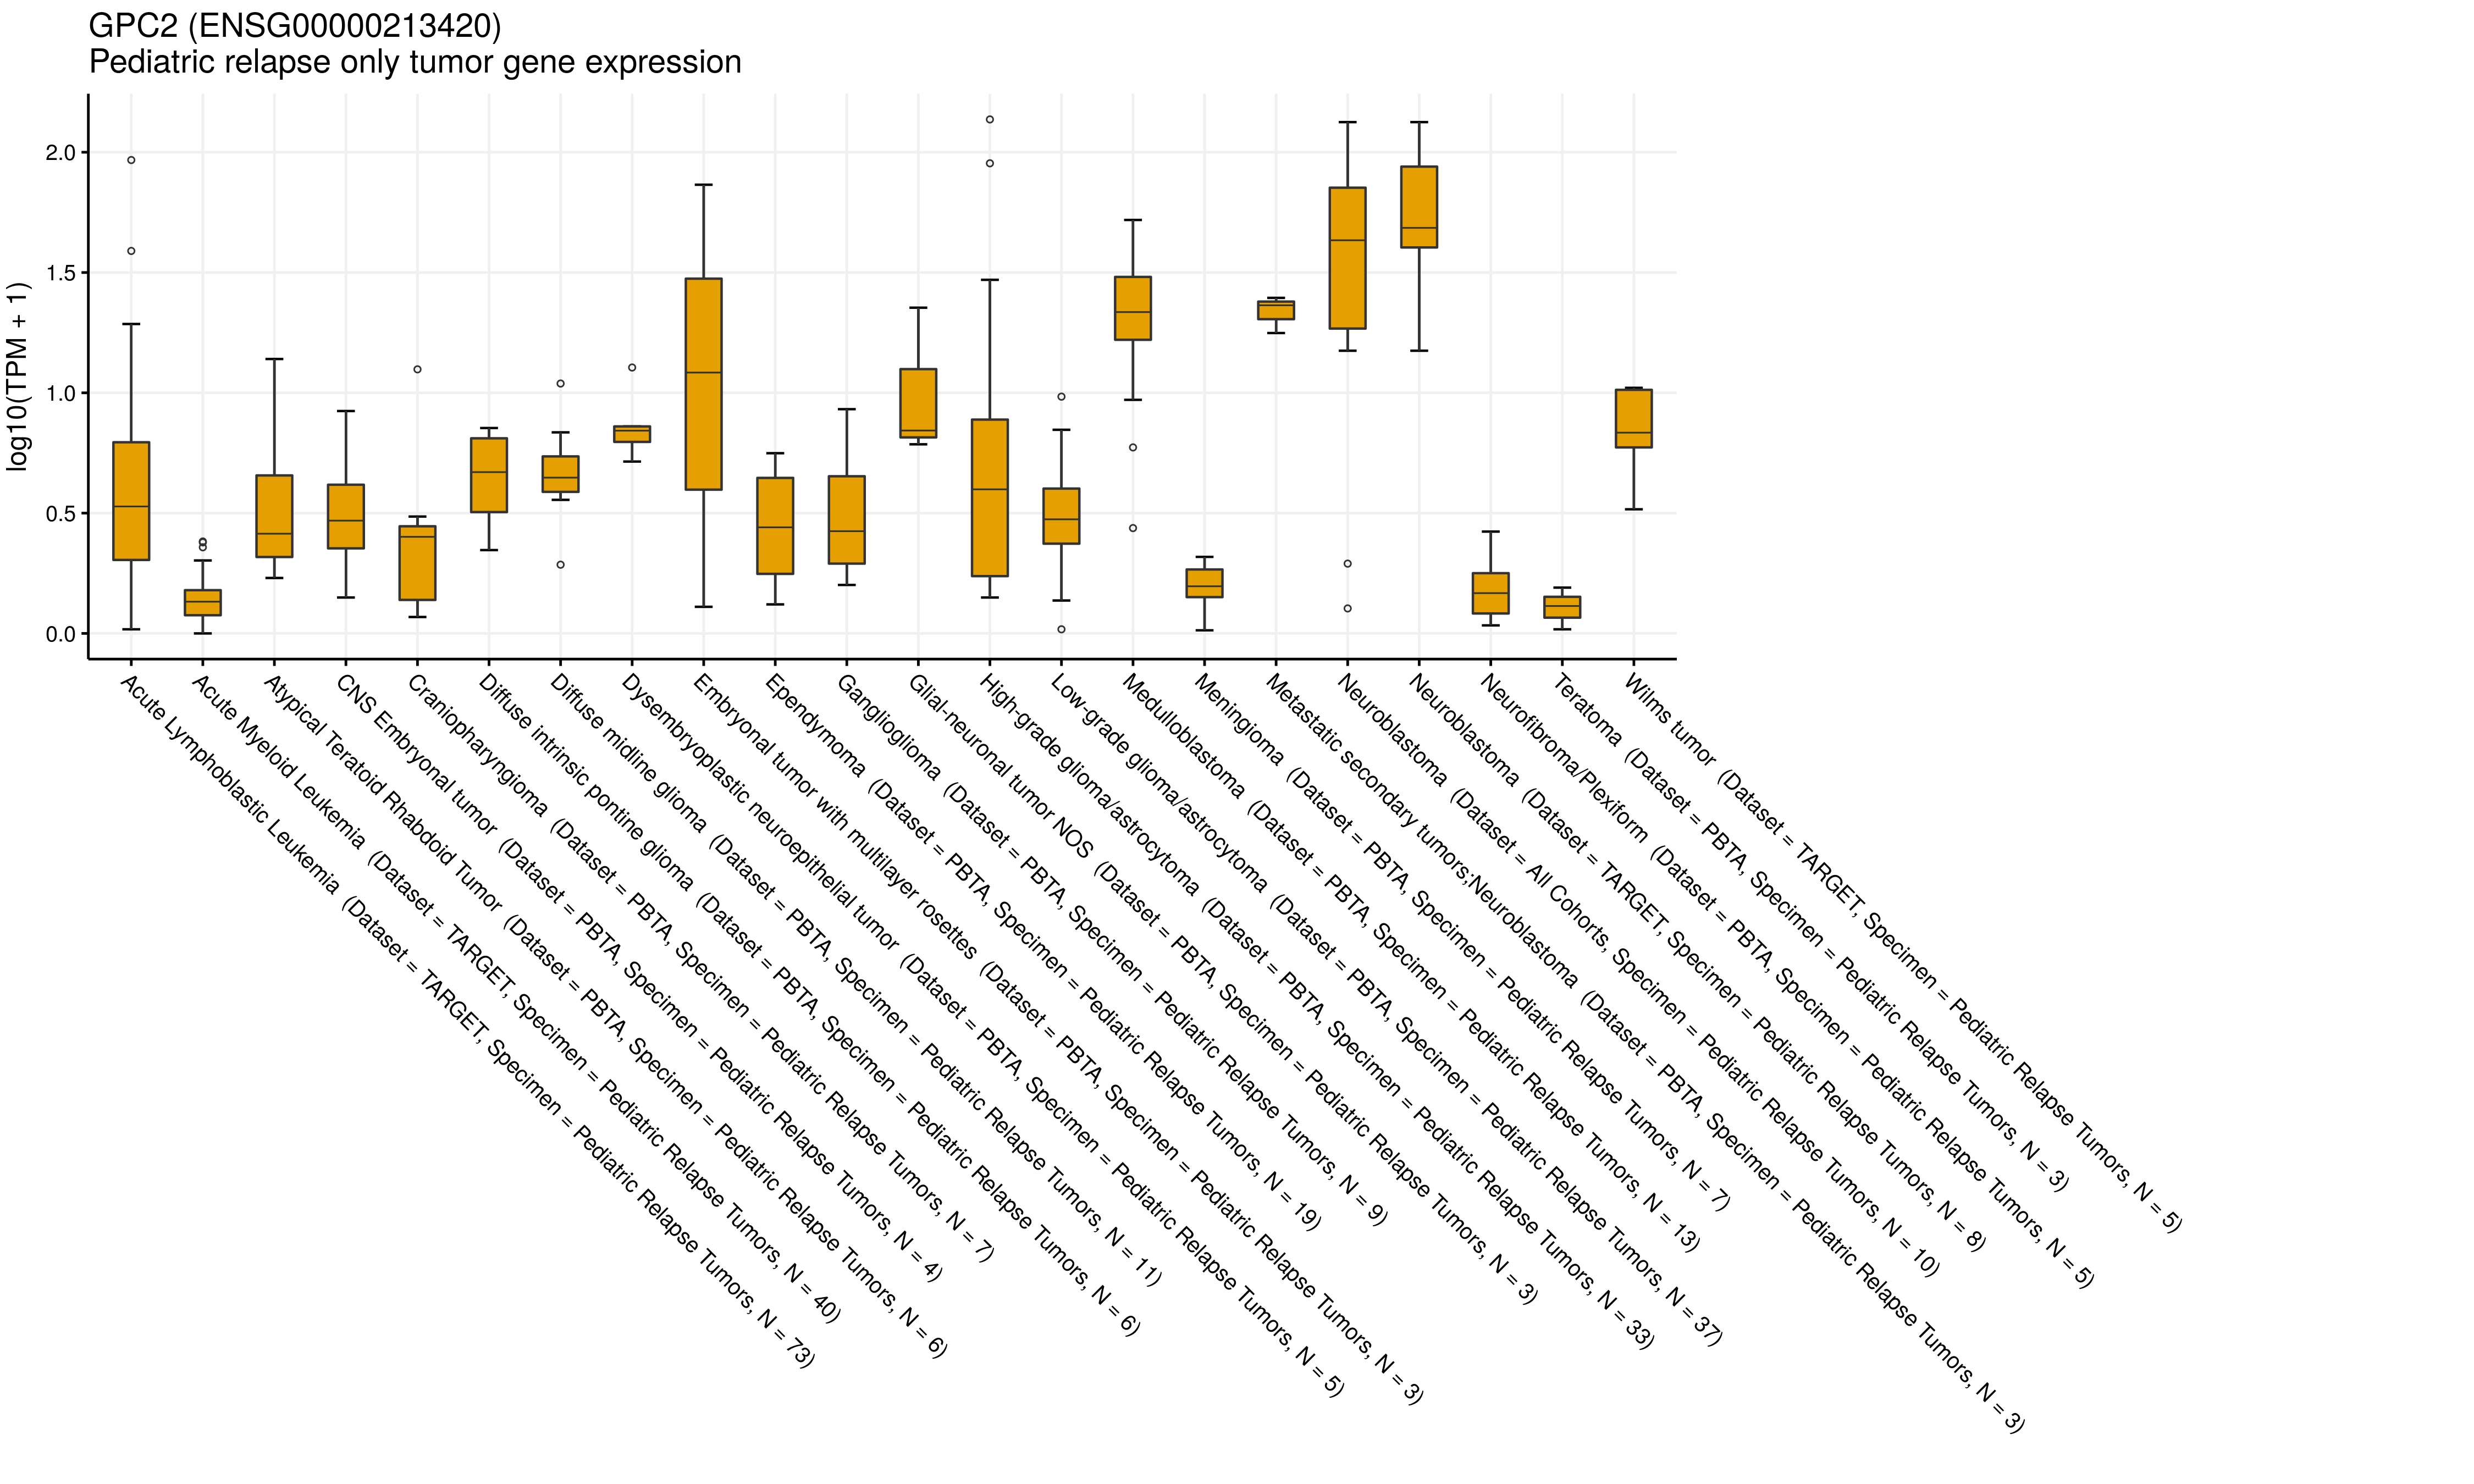 GPC2 (ENSG00000213420)
Pediatric relapse only tumor gene expression
log10(TPM + 1)
2.0
1.5
1.0
0.5
0.0
Acute Lymphoblastic Leukemia (Dataset = TARGET, Specimen = Pediatric Relapse Tumors, N = 73)
Acute Myeloid Leukemia (Dataset = TARGET, Specimen = Pediatric Relapse Tumors, N = 40)
Atypical Teratoid Rhabdoid Tumor (Dataset = PBTA, Specimen = Pediatric Relapse Tumors, N = 6)
CNS Embryonal tumor (Dataset = PBTA, Specimen = Pediatric Relapse Tumors, N = 4)
Craniopharyngioma (Dataset = PBTA, Specimen = Pediatric Relapse Tumors, N = 7)
Diffuse intrinsic pontine glioma (Dataset = PBTA, Specimen = Pediatric Relapse Tumors, N = 6)
Diffuse midline glioma (Dataset = PBTA, Specimen = Pediatric Relapse Tumors, N = 11)
Dysembryoplastic neuroepithelial tumor (Dataset = PBTA, Specimen = Pediatric Relapse Tumors, N = 5)
Embryonal tumor with multilayer rosettes (Dataset = PBTA, Specimen = Pediatric Relapse Tumors, N = 3)
Ependymoma (Dataset = PBTA, Specimen = Pediatric Relapse Tumors, N = 19)
Ganglioglioma (Dataset = PBTA, Specimen = Pediatric Relapse Tumors, N = 9)
Glial-neuronal tumor NOS (Dataset = PBTA, Specimen = Pediatric Relapse Tumors, N = 3)
High-grade glioma/astrocytoma (Dataset = PBTA, Specimen = Pediatric Relapse Tumors, N = 33)
Low-grade glioma/astrocytoma (Dataset = PBTA, Specimen = Pediatric Relapse Tumors, N = 37)
Medulloblastoma (Dataset = PBTA, Specimen = Pediatric Relapse Tumors, N = 13)
Meningioma (Dataset = PBTA, Specimen = Pediatric Relapse Tumors, N = 7)
Metastatic secondary tumors;Neuroblastoma (Dataset = PBTA, Specimen = Pediatric Relapse Tumors, N = 3)
Neuroblastoma (Dataset = All Cohorts, Specimen = Pediatric Relapse Tumors, N = 10)
Neuroblastoma (Dataset = TARGET, Specimen = Pediatric Relapse Tumors, N = 8)
Neurofibroma/Plexiform (Dataset = PBTA, Specimen = Pediatric Relapse Tumors, N = 5)
Teratoma (Dataset = PBTA, Specimen = Pediatric Relapse Tumors, N = 3)
Wilms tumor (Dataset = TARGET, Specimen = Pediatric Relapse Tumors, N = 5)